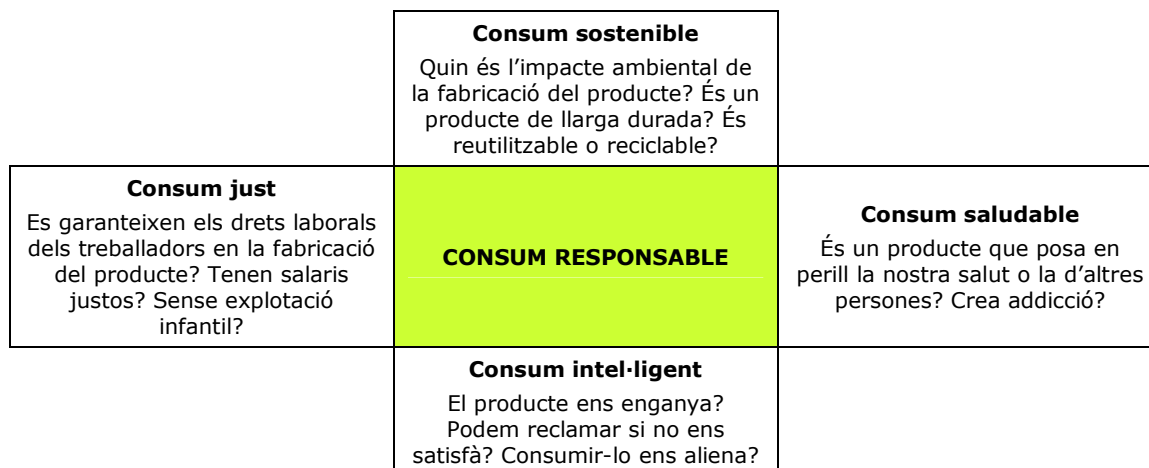 Consum sostenible
Quin és l’impacte ambiental de
la fabricació del producte? És un
producte de llarga durada? És
reutilitzable o reciclable?
Consum just
Es garanteixen els drets laborals
dels treballadors en la fabricació
del producte? Tenen salaris
justos? Sense explotació
infantil?
CONSUM RESPONSABLE
Consum saludable
És un producte que posa en
perill la nostra salut o la d’altres
persones? Crea addicció?
Consum intel·ligent
El producte ens enganya?
Podem reclamar si no ens
satisfà? Consumir-lo ens aliena?